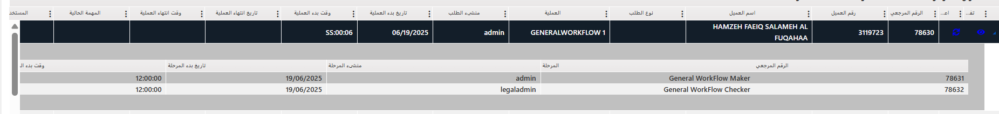 تف... اع... الرقم المرجعي رقم العميل اسم العميل نوع الطلب العملية منشىء الطلب تاريخ بدء العملية وقت بدء العملية تاريخ انتهاء العملية وقت انتهاء العملية المهمة الحالية المستخد
78630 3119723 HAMZEH FAEIQ SALAMEH AL GENERALWORKFLOW 1 admin 06/19/2025 SS:00:06
FUQAHAA
الرقم المرجعي المرحلة منشىء المرحلة تاريخ بدء المرحلة وقت بدء ال
78631 General WorkFlow Maker admin 19/06/2025 12:00:00
78632 General WorkFlow Checker legaladmin 19/06/2025 12:00:00